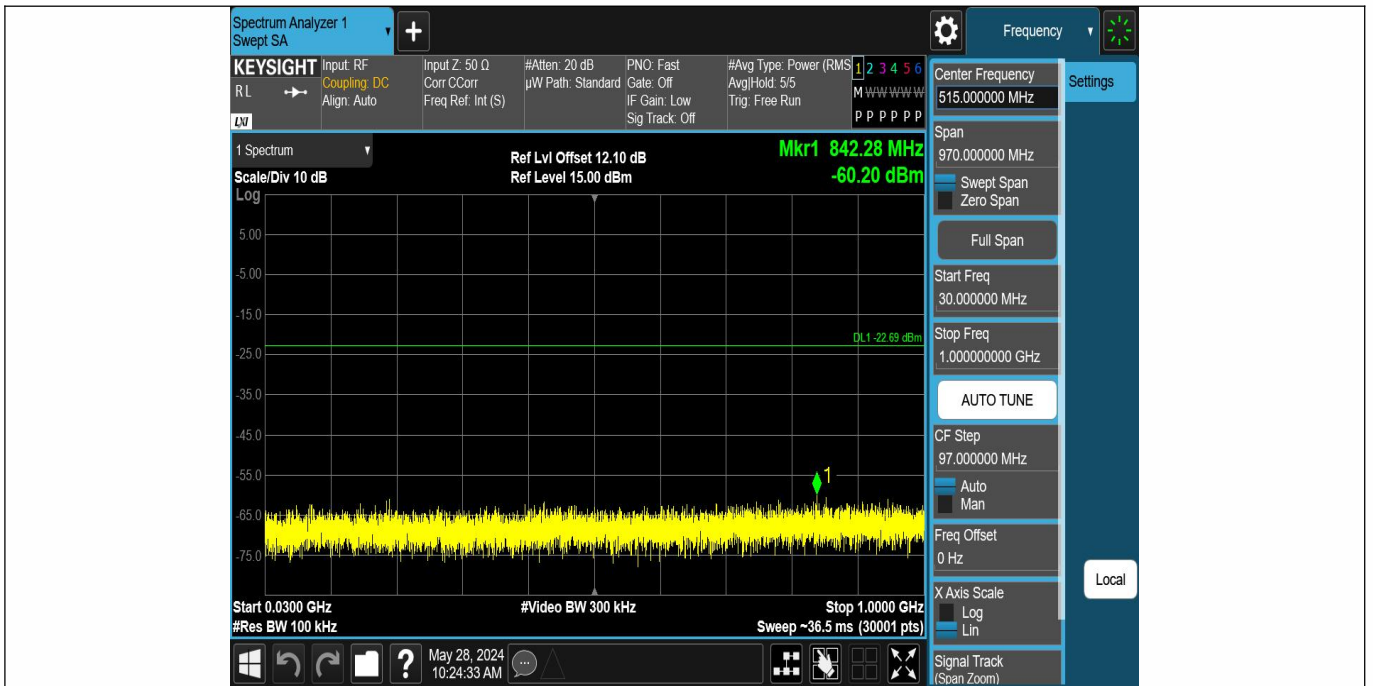 Spectrum Analyzer 1
Swept SA
Frequency
KEYSIGHT
RL
LXI
Input: RF
Coupling: DC
Align: Auto
Input Z: 50 Ω
Corr CCorr
Freq Ref: Int (S)
#Atten: 20 dB
µW Path: Standard
PNO: Fast
Gate: Off
IF Gain: Low
Sig Track: Off
#Avg Type: Power (RMS
Avg|Hold: 5/5
Trig: Free Run
1 2 3 4 5 6
M W W W W W
P P P P P P
1 Spectrum
Scale/Div 10 dB
Log
Ref Lvl Offset 12.10 dB
Ref Level 15.00 dBm
Mkr1 842.28 MHz
-60.20 dBm
5.00
-5.00
-15.0
DL1 -22.69 dBm
-25.0
-35.0
-45.0
-55.0
1
-65.0
-75.0
Start 0.0300 GHz
#Video BW 300 kHz
Stop 1.0000 GHz
#Res BW 100 kHz
Sweep ~36.5 ms (30001 pts)
?
May 28, 2024
10:24:33 AM
Center Frequency
515.000000 MHz
Settings
Span
970.000000 MHz
Swept Span
Zero Span
Full Span
Start Freq
30.000000 MHz
Stop Freq
1.000000000 GHz
AUTO TUNE
CF Step
97.000000 MHz
Auto
Man
Freq Offset
0 Hz
Local
X Axis Scale
Log
Lin
Signal Track
(Span Zoom)